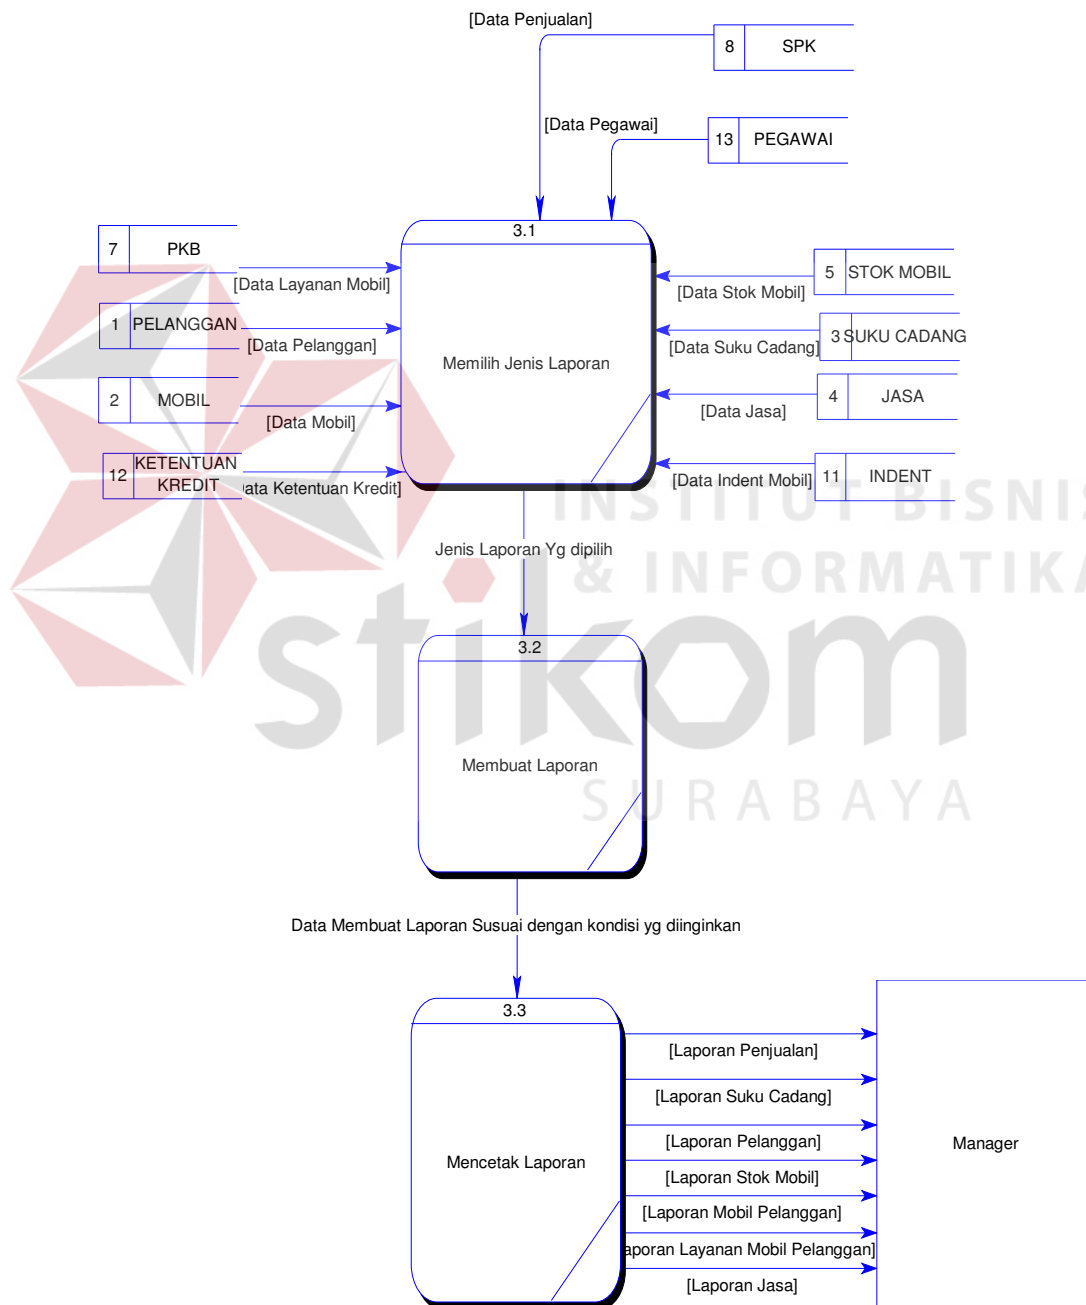 [Data Penjualan]
8 SPK
[Data Pegawai]
13 PEGAWAI
3.1
Memilih Jenis Laporan
7 PKB
[Data Layanan Mobil]
1 PELANGGAN
[Data Pelanggan]
2 MOBIL
[Data Mobil]
12 KETENTUAN
KREDIT
ata Ketentuan Kredit]
5 STOK MOBIL
[Data Stok Mobil]
3 SUKU CADANG
[Data Suku Cadang]
4 JASA
[Data Jasa]
11 INDENT
[Data Indent Mobil]
INSTITUT BISNIS
& INFORMATIKA
stikom
SURABAYA
Jenis Laporan Yg dipilih
3.2
Membuat Laporan
Data Membuat Laporan Susuai dengan kondisi yg diinginkan
3.3
Mencetak Laporan
[Laporan Penjualan]
[Laporan Suku Cadang]
[Laporan Pelanggan]
[Laporan Stok Mobil]
[Laporan Mobil Pelanggan]
aporan Layanan Mobil Pelanggan]
[Laporan Jasa]
Manager